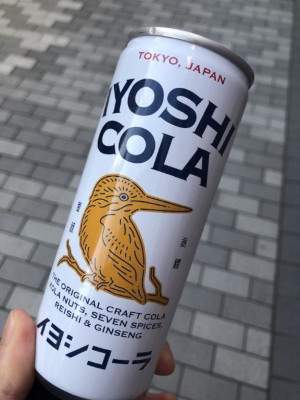 TOKYO, JAPAN
IYOSHI
COLA
THE ORIGINAL CRAFT COLA
KOLA NUTS, SEVEN SPICES,
REISHI & GINSENG
イヨシコーラ